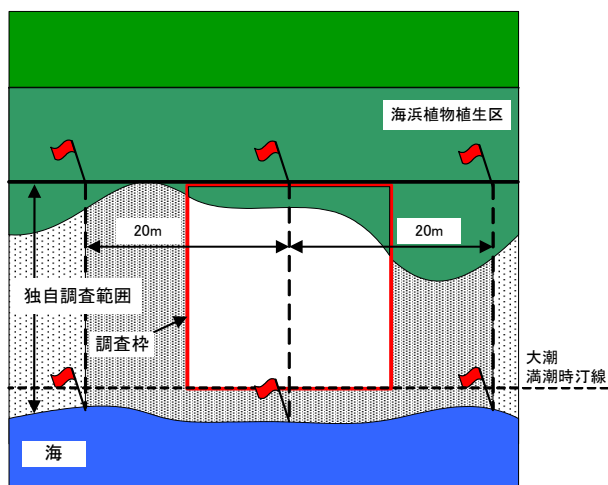 海浜植物植生区
20m
20m
独自調査範囲
調査枠
大潮
満潮時汀線
海